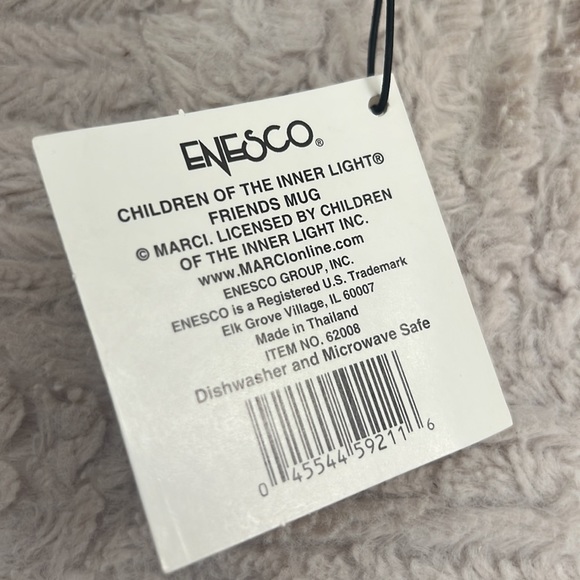 ENESCO®
CHILDREN OF THE INNER LIGHT®
FRIENDS MUG
© MARCI. LICENSED BY CHILDREN
OF THE INNER LIGHT INC.
www.MARCIonline.com
ENESCO GROUP, INC.
ENESCO is a Registered U.S. Trademark
Elk Grove Village, IL 60007
Made in Thailand
ITEM NO. 62008
Dishwasher and Microwave Safe
0 45544 59211 6